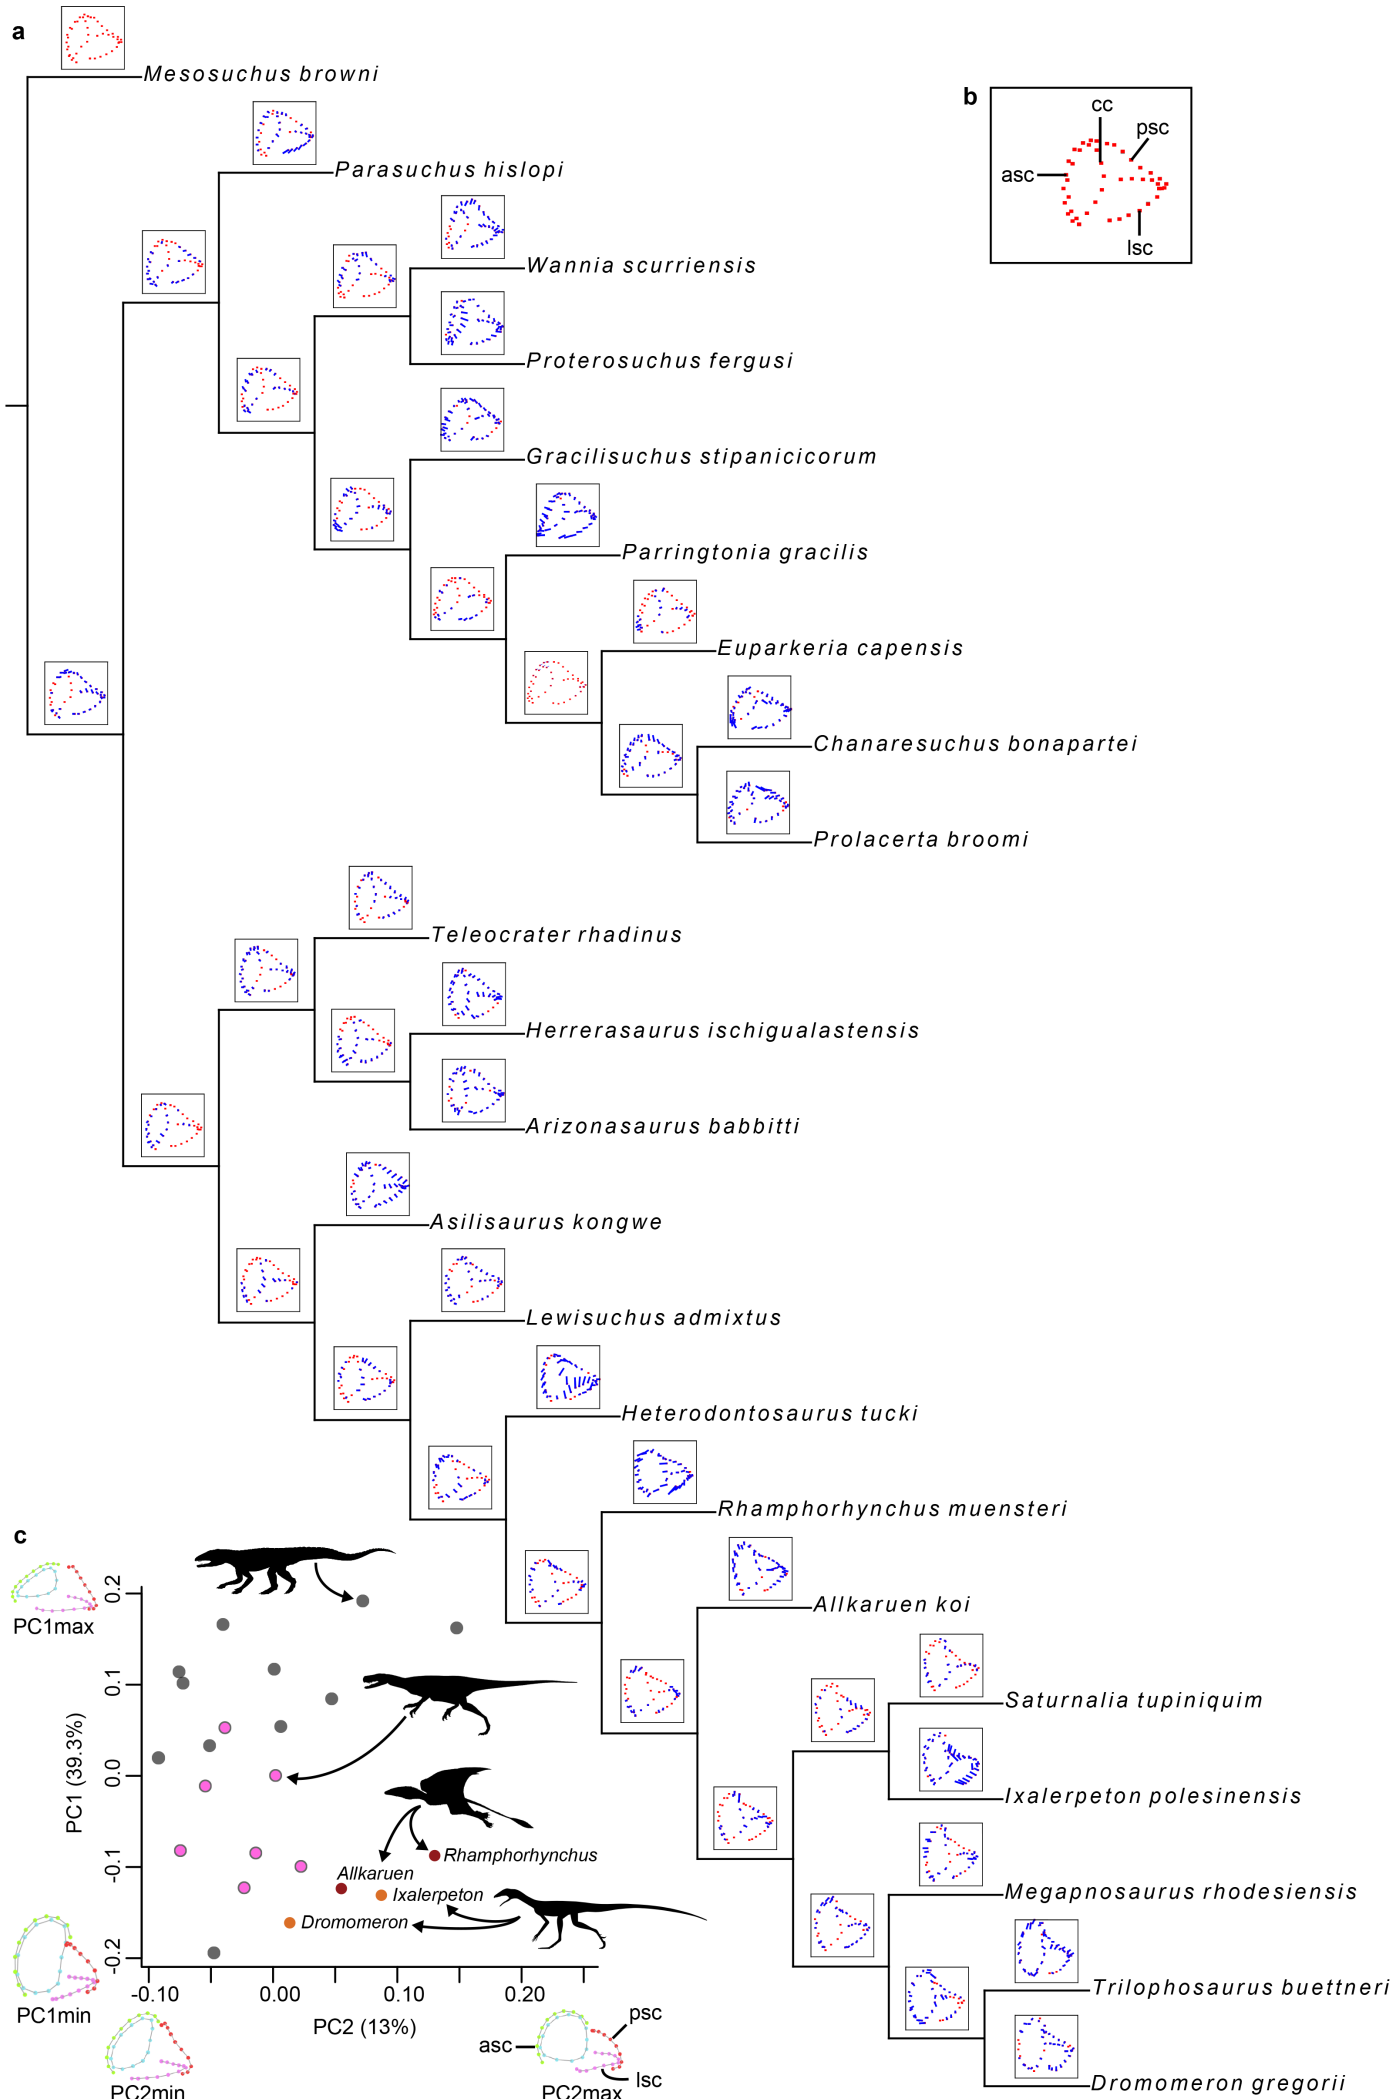 a
Mesosuchus browni
b
cc
psc
asc
lsc
Parasuchus hislopi
Wannia scurriensis
Proterosuchus fergusi
Gracilisuchus stipanicicorum
Parringtonia gracilis
Euparkeria capensis
Chanaresuchus bonapartei
Prolacerta broomi
Teleocrater rhadinus
Herrerasaurus ischigualastensis
Arizonasaurus babbitti
Asilisaurus kongwe
Lewisuchus admixtus
Heterodontosaurus tucki
Rhamphorhynchus muensteri
Allkaruen koi
Saturnalia tupiniquim
Ixalerpeton polesinensis
Megapnosaurus rhodesiensis
Trilophosaurus buettneri
Dromomeron gregorii
c
PC1max
PC1min
PC1 (39.3%)
0.2
0.1
0.0
-0.1
-0.2
Rhamphorhynchus
Allkaruen
Ixalerpeton
Dromomeron
-0.10
0.00
0.10
0.20
PC2 (13%)
PC2min
PC2max
asc
psc
lsc